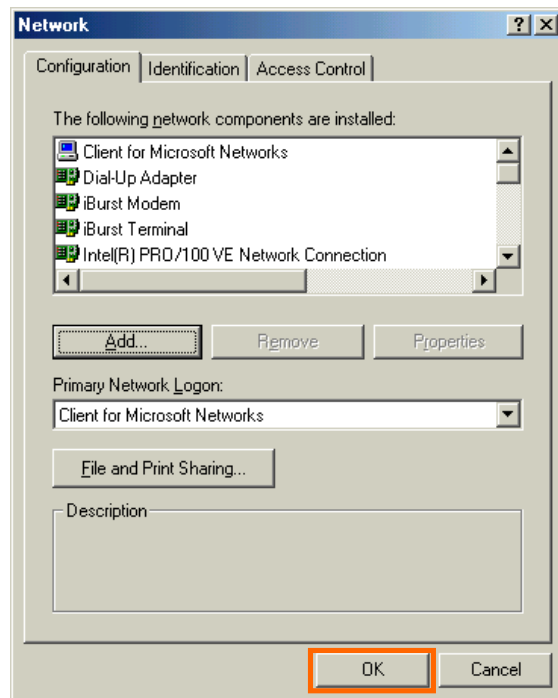 Network
Configuration Identification Access Control
The following network components are installed:
Client for Microsoft Networks
Dial-Up Adapter
iBurst Modem
iBurst Terminal
Intel(R) PRO/100 VE Network Connection
Add... Remove Properties
Primary Network Logon:
Client for Microsoft Networks
File and Print Sharing...
Description
OK Cancel